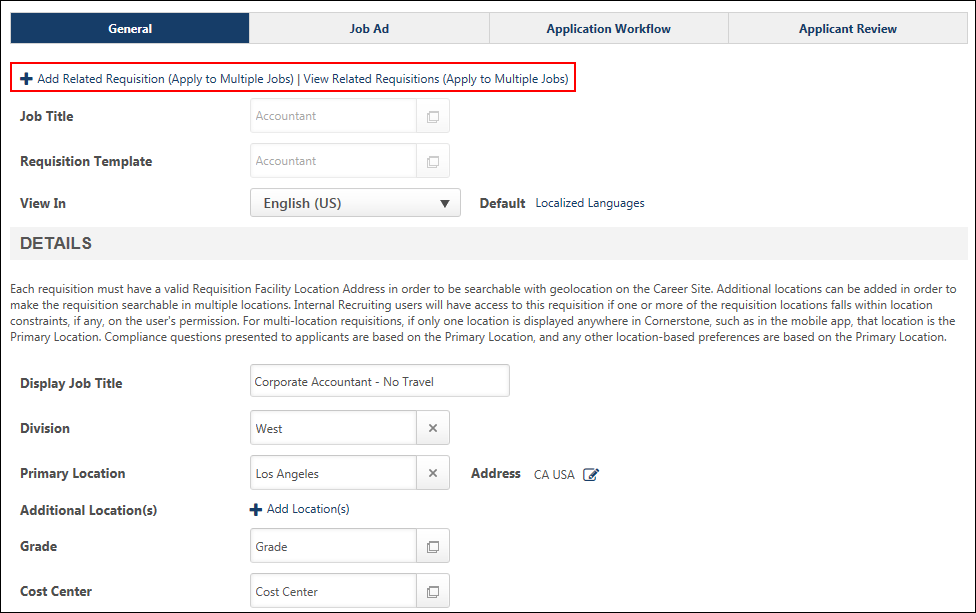 General Job Ad Application Workflow Applicant Review
Add Related Requisition (Apply to Multiple Jobs) | View Related Requisitions (Apply to Multiple Jobs)
Job Title Accountant
Requisition Template Accountant
View In English (US) Default Localized Languages
DETAILS
Each requisition must have a valid Requisition Facility Location Address in order to be searchable with geolocation on the Career Site. Additional locations can be added in order to
make the requisition searchable in multiple locations. Internal Recruiting users will have access to this requisition if one or more of the requisition locations falls within location
constraints, if any, on the user's permission. For multi-location requisitions, if only one location is displayed anywhere in Cornerstone, such as in the mobile app, that location is the
Primary Location. Compliance questions presented to applicants are based on the Primary Location, and any other location-based preferences are based on the Primary Location.
Display Job Title Corporate Accountant - No Travel
Division West
Primary Location Los Angeles Address CA USA
Additional Location(s) Add Location(s)
Grade Grade
Cost Center Cost Center